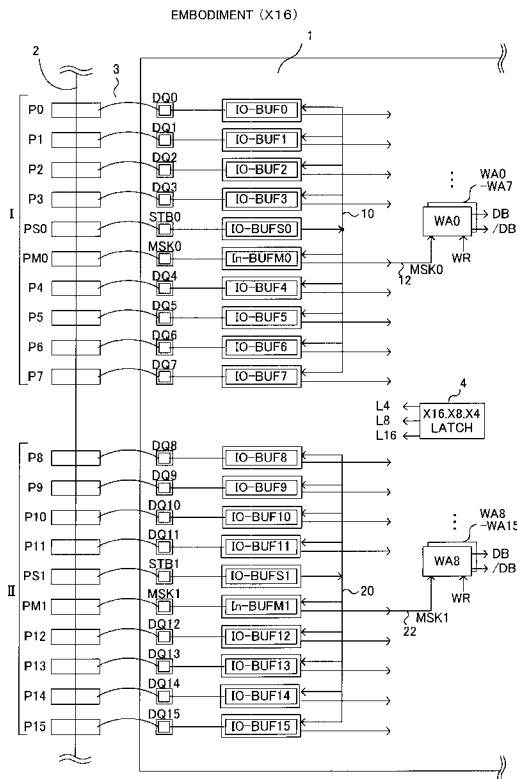 EMBODIMENT (X16)
1
2
3
I
P0 DQ0 IO-BUF0
P1 DQ1 IO-BUF1
P2 DQ2 IO-BUF2
P3 DQ3 IO-BUF3
PS0 STB0 IO-BUFS0
PM0 MSK0 In-BUFM0
P4 DQ4 IO-BUF4
P5 DQ5 IO-BUF5
P6 DQ6 IO-BUF6
P7 DQ7 IO-BUF7
10
12
MSK0
WA0
-WA7
WA0
DB
/DB
WR
4
X16,X8,X4
LATCH
L4
L8
L16
II
P8 DQ8 IO-BUF8
P9 DQ9 IO-BUF9
P10 DQ10 IO-BUF10
P11 DQ11 IO-BUF11
PS1 STB1 IO-BUFS1
PM1 MSK1 In-BUFM1
P12 DQ12 IO-BUF12
P13 DQ13 IO-BUF13
P14 DQ14 IO-BUF14
P15 DQ15 IO-BUF15
20
22
MSK1
WA8
-WA15
WA8
DB
/DB
WR